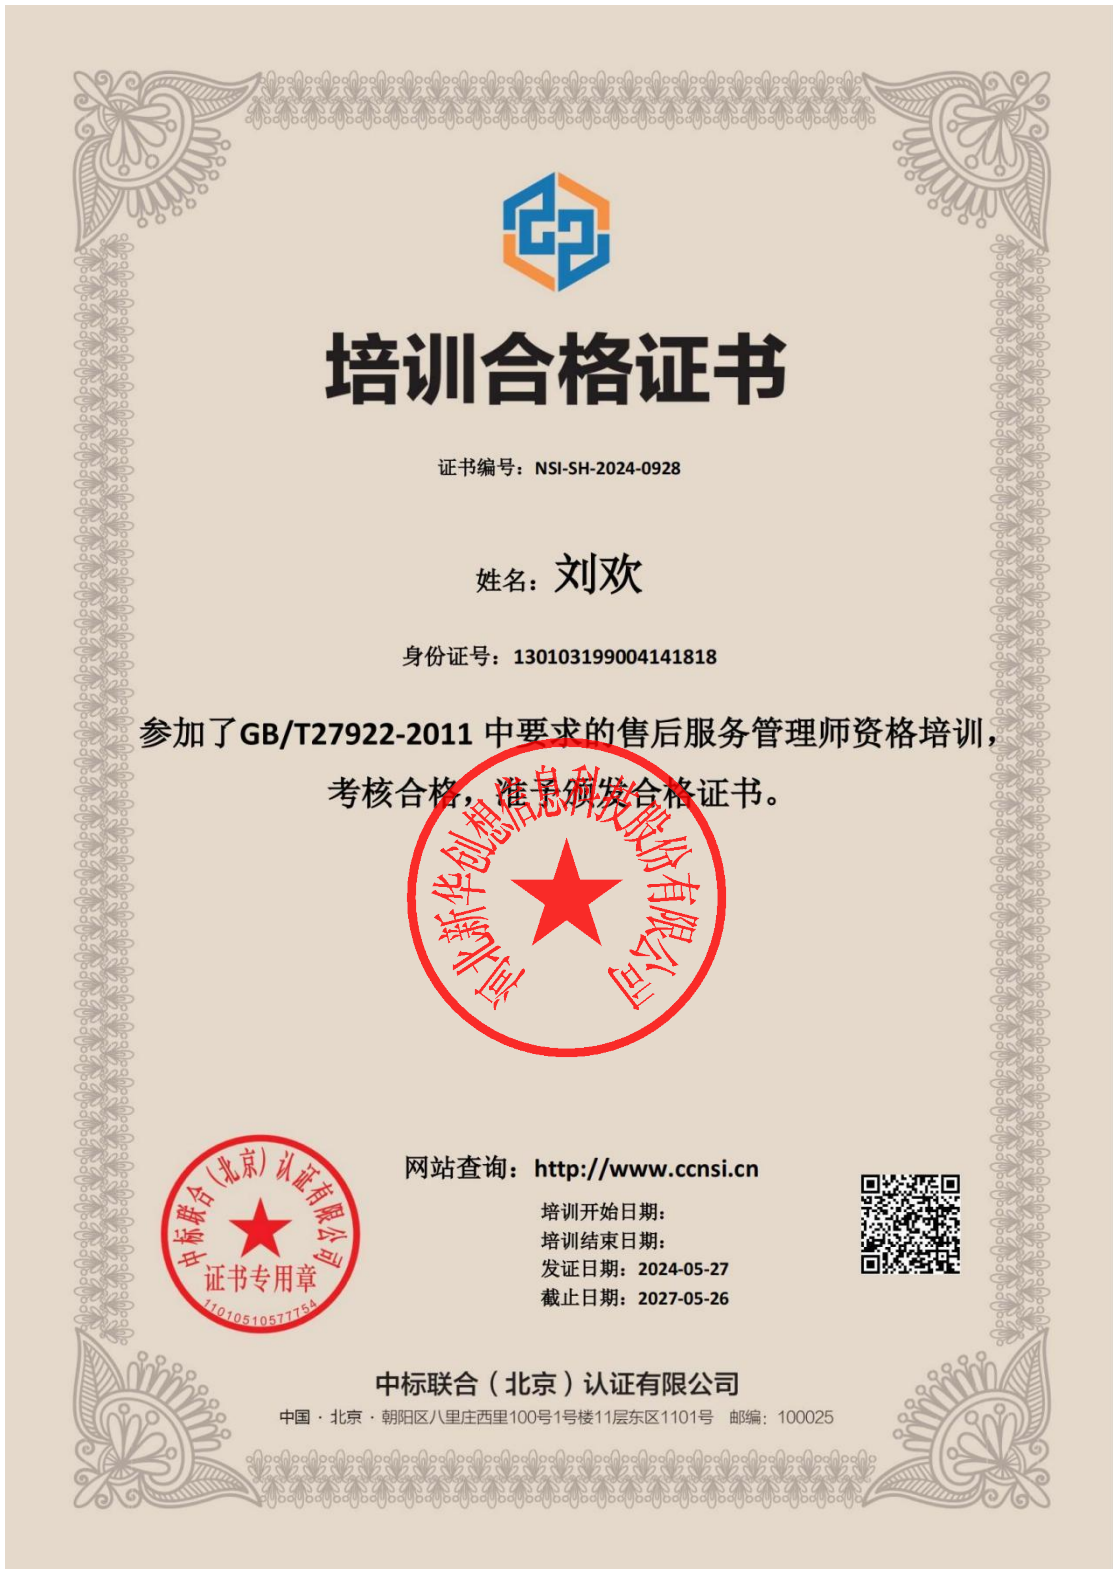 培训合格证书
证书编号：NSI-SH-2024-0928
姓名：刘欢
身份证号：130103199004141818
参加了GB/T27922-2011 中要求的售后服务管理师资格培训，
考核合格，准予颁发合格证书。
河北新华创想信息科技股份有限公司
网站查询：http://www.ccnsi.cn
培训开始日期：
培训结束日期：
发证日期：2024-05-27
截止日期：2027-05-26
中标联合（北京）认证有限公司
证书专用章
11010510577754
中标联合（北京）认证有限公司
中国 · 北京 · 朝阳区八里庄西里100号1号楼11层东区1101号 邮编：100025